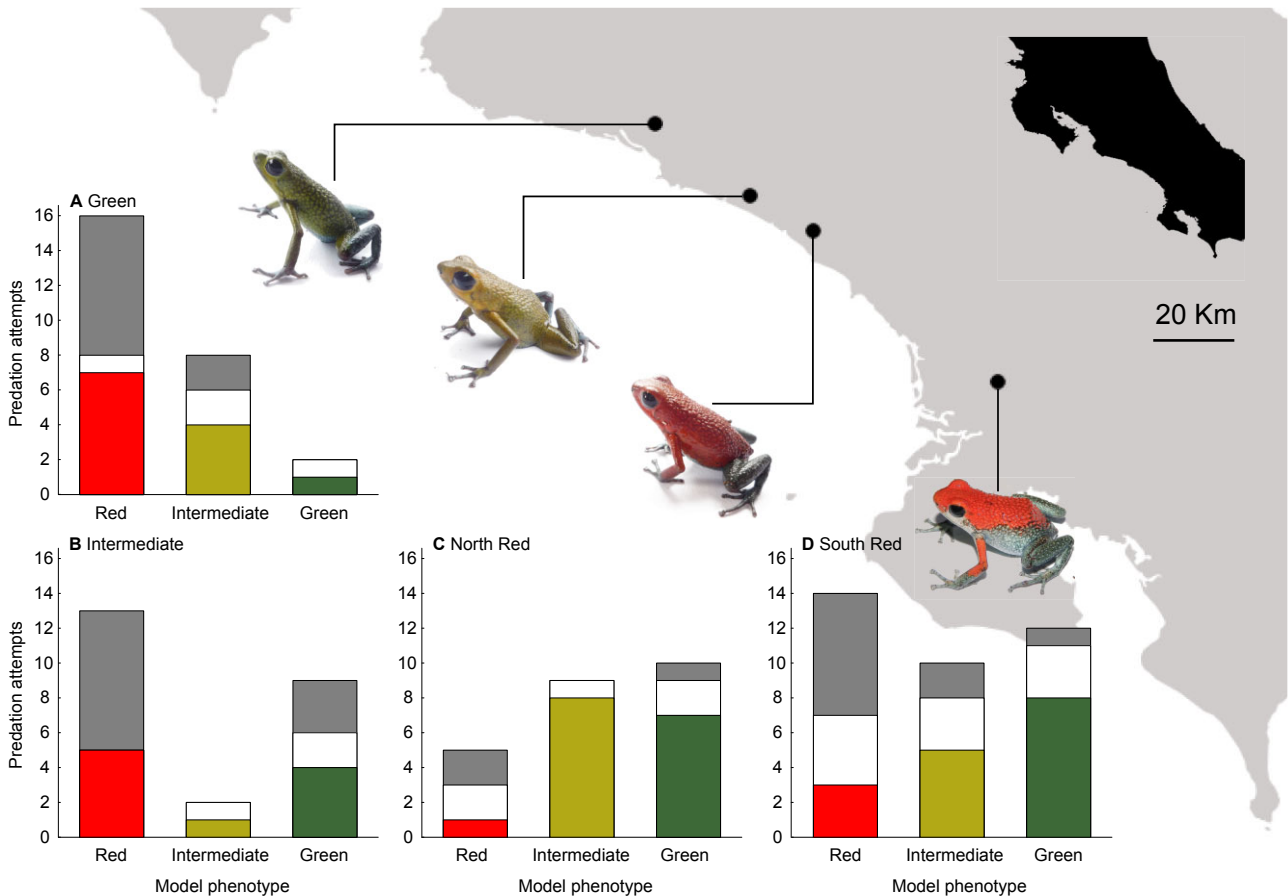 20 Km
A Green
Predation attempts
16
14
12
10
8
6
4
2
0
Red Intermediate Green
B Intermediate
Predation attempts
16
14
12
10
8
6
4
2
0
Red Intermediate Green
Model phenotype
C North Red
16
14
12
10
8
6
4
2
0
Red Intermediate Green
Model phenotype
D South Red
16
14
12
10
8
6
4
2
0
Red Intermediate Green
Model phenotype